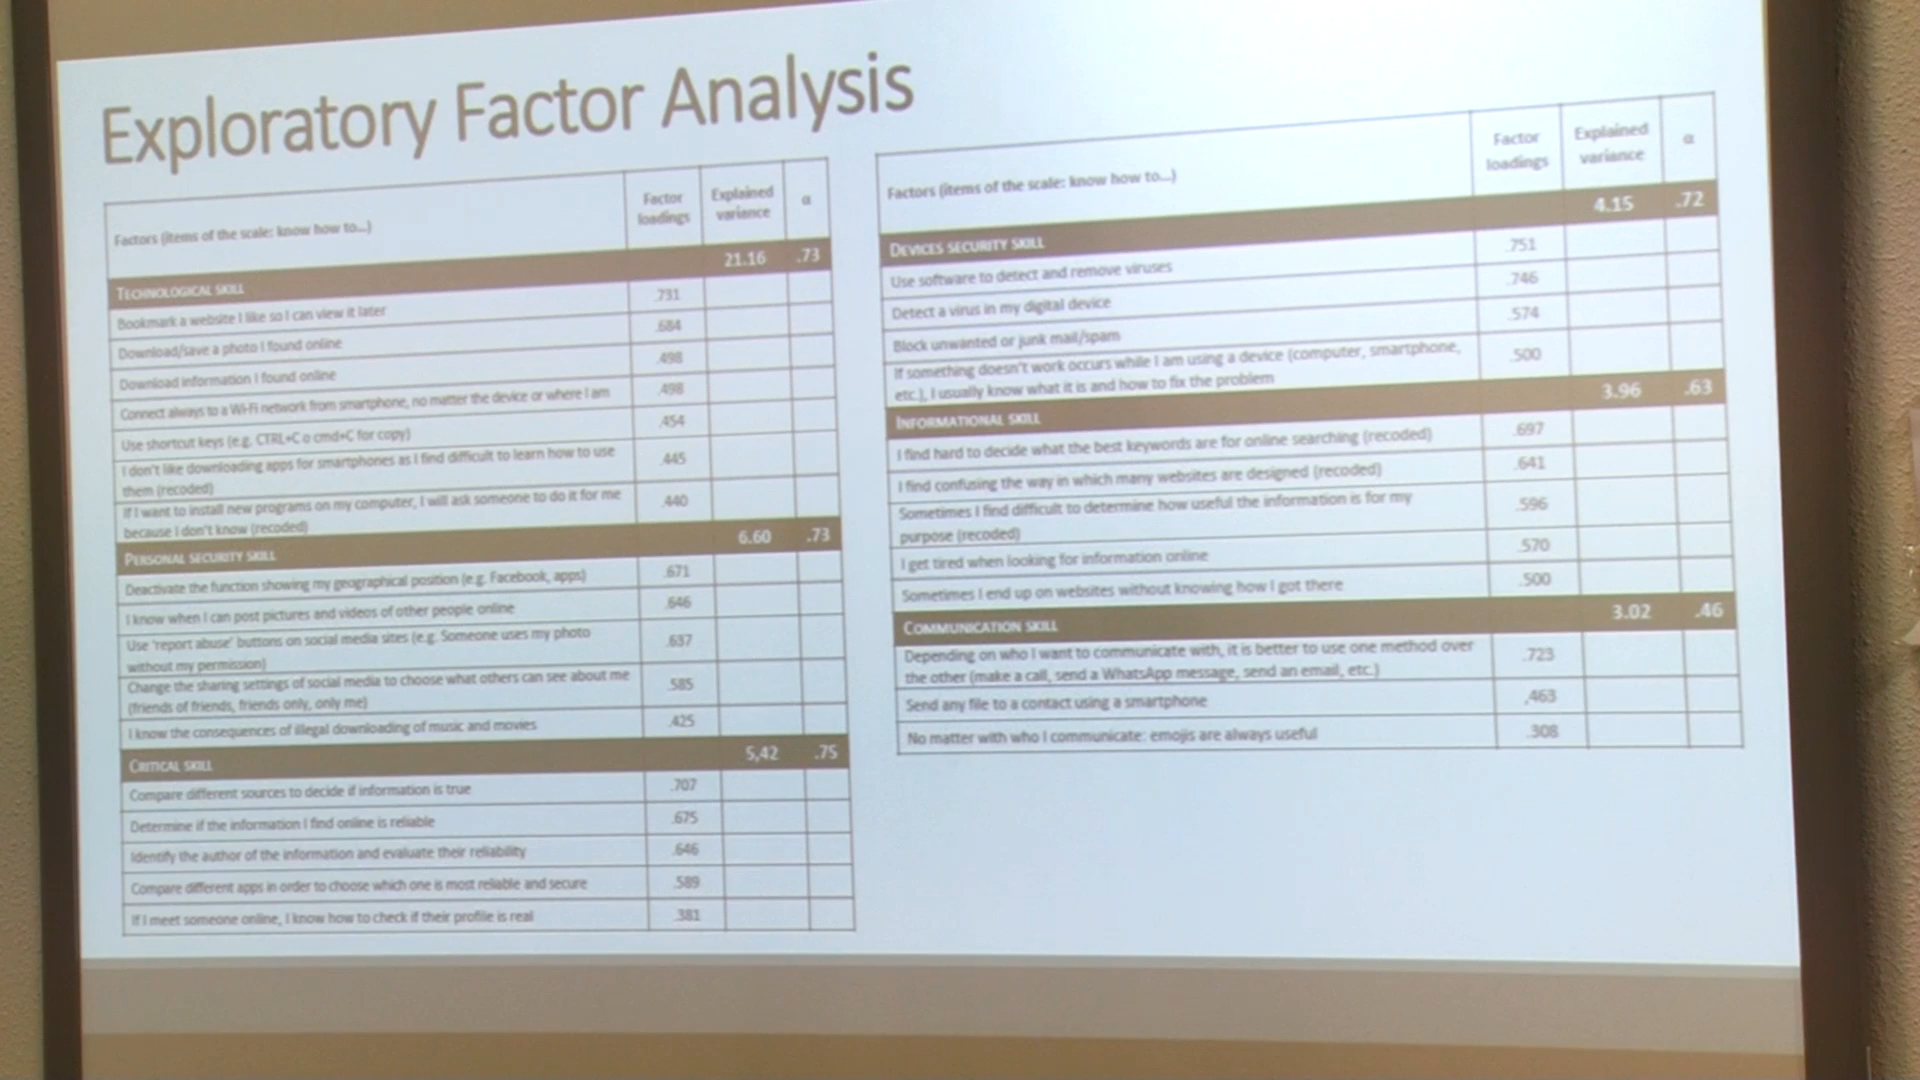 Exploratory Factor Analysis
Factors (items of the scale: know how to...) Factor loadings Explained variance α
TECHNOLOGICAL SKILL 21.16 .73
Bookmark a website I like so I can view it later .731
Download/save a photo I found online .684
Download information I found online .498
Connect always to a Wi-Fi network from smartphone, no matter the device or where I am .498
Use shortcut keys (e.g. CTRL+C o cmd+C for copy) .454
I don't like downloading apps for smartphones as I find difficult to learn how to use
them (recoded) .445
If I want to install new programs on my computer, I will ask someone to do it for me
because I don't know (recoded) .440
PERSONAL SECURITY SKILL 6.60 .73
Deactivate the function showing my geographical position (e.g. Facebook, apps) .671
I know when I can post pictures and videos of other people online .646
Use 'report abuse' buttons on social media sites (e.g. Someone uses my photo
without my permission) .637
Change the sharing settings of social media to choose what others can see about me
(friends of friends, friends only, only me) .585
I know the consequences of illegal downloading of music and movies .425
CRITICAL SKILL 5,42 .75
Compare different sources to decide if information is true .707
Determine if the information I find online is reliable .675
Identify the author of the information and evaluate their reliability .646
Compare different apps in order to choose which one is most reliable and secure .589
If I meet someone online, I know how to check if their profile is real .381
Factors (items of the scale: know how to...) Factor loadings Explained variance α
DEVICES SECURITY SKILL 4.15 .72
Use software to detect and remove viruses .751
Detect a virus in my digital device .746
Block unwanted or junk mail/spam .574
If something doesn't work occurs while I am using a device (computer, smartphone,
etc.), I usually know what it is and how to fix the problem .500
INFORMATIONAL SKILL 3.96 .63
I find hard to decide what the best keywords are for online searching (recoded) .697
I find confusing the way in which many websites are designed (recoded) .641
Sometimes I find difficult to determine how useful the information is for my
purpose (recoded) .596
I get tired when looking for information online .570
Sometimes I end up on websites without knowing how I got there .500
COMMUNICATION SKILL 3.02 .46
Depending on who I want to communicate with, it is better to use one method over
the other (make a call, send a WhatsApp message, send an email, etc.) .723
Send any file to a contact using a smartphone ,463
No matter with who I communicate: emojis are always useful .308